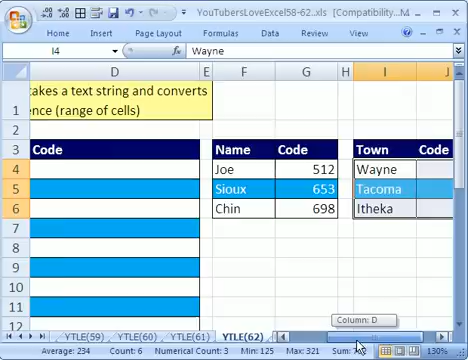 YouTubersLoveExcel58-62.xls [Compatibility...
Home Insert Page Layout Formulas Data Review View
I4 fx Wayne
D E F G H I J
1 takes a text string and converts
ence (range of cells)
2
3 Code Name Code Town Code
4 Joe 512 Wayne
5 Sioux 653 Tacoma
6 Chin 698 Itheka
7
8
9
10
11
12
Column: D
YTLE(59) YTLE(60) YTLE(61) YTLE(62)
Average: 234 Count: 6 Numerical Count: 3 Min: 125 Max: 321 Sum: 130%